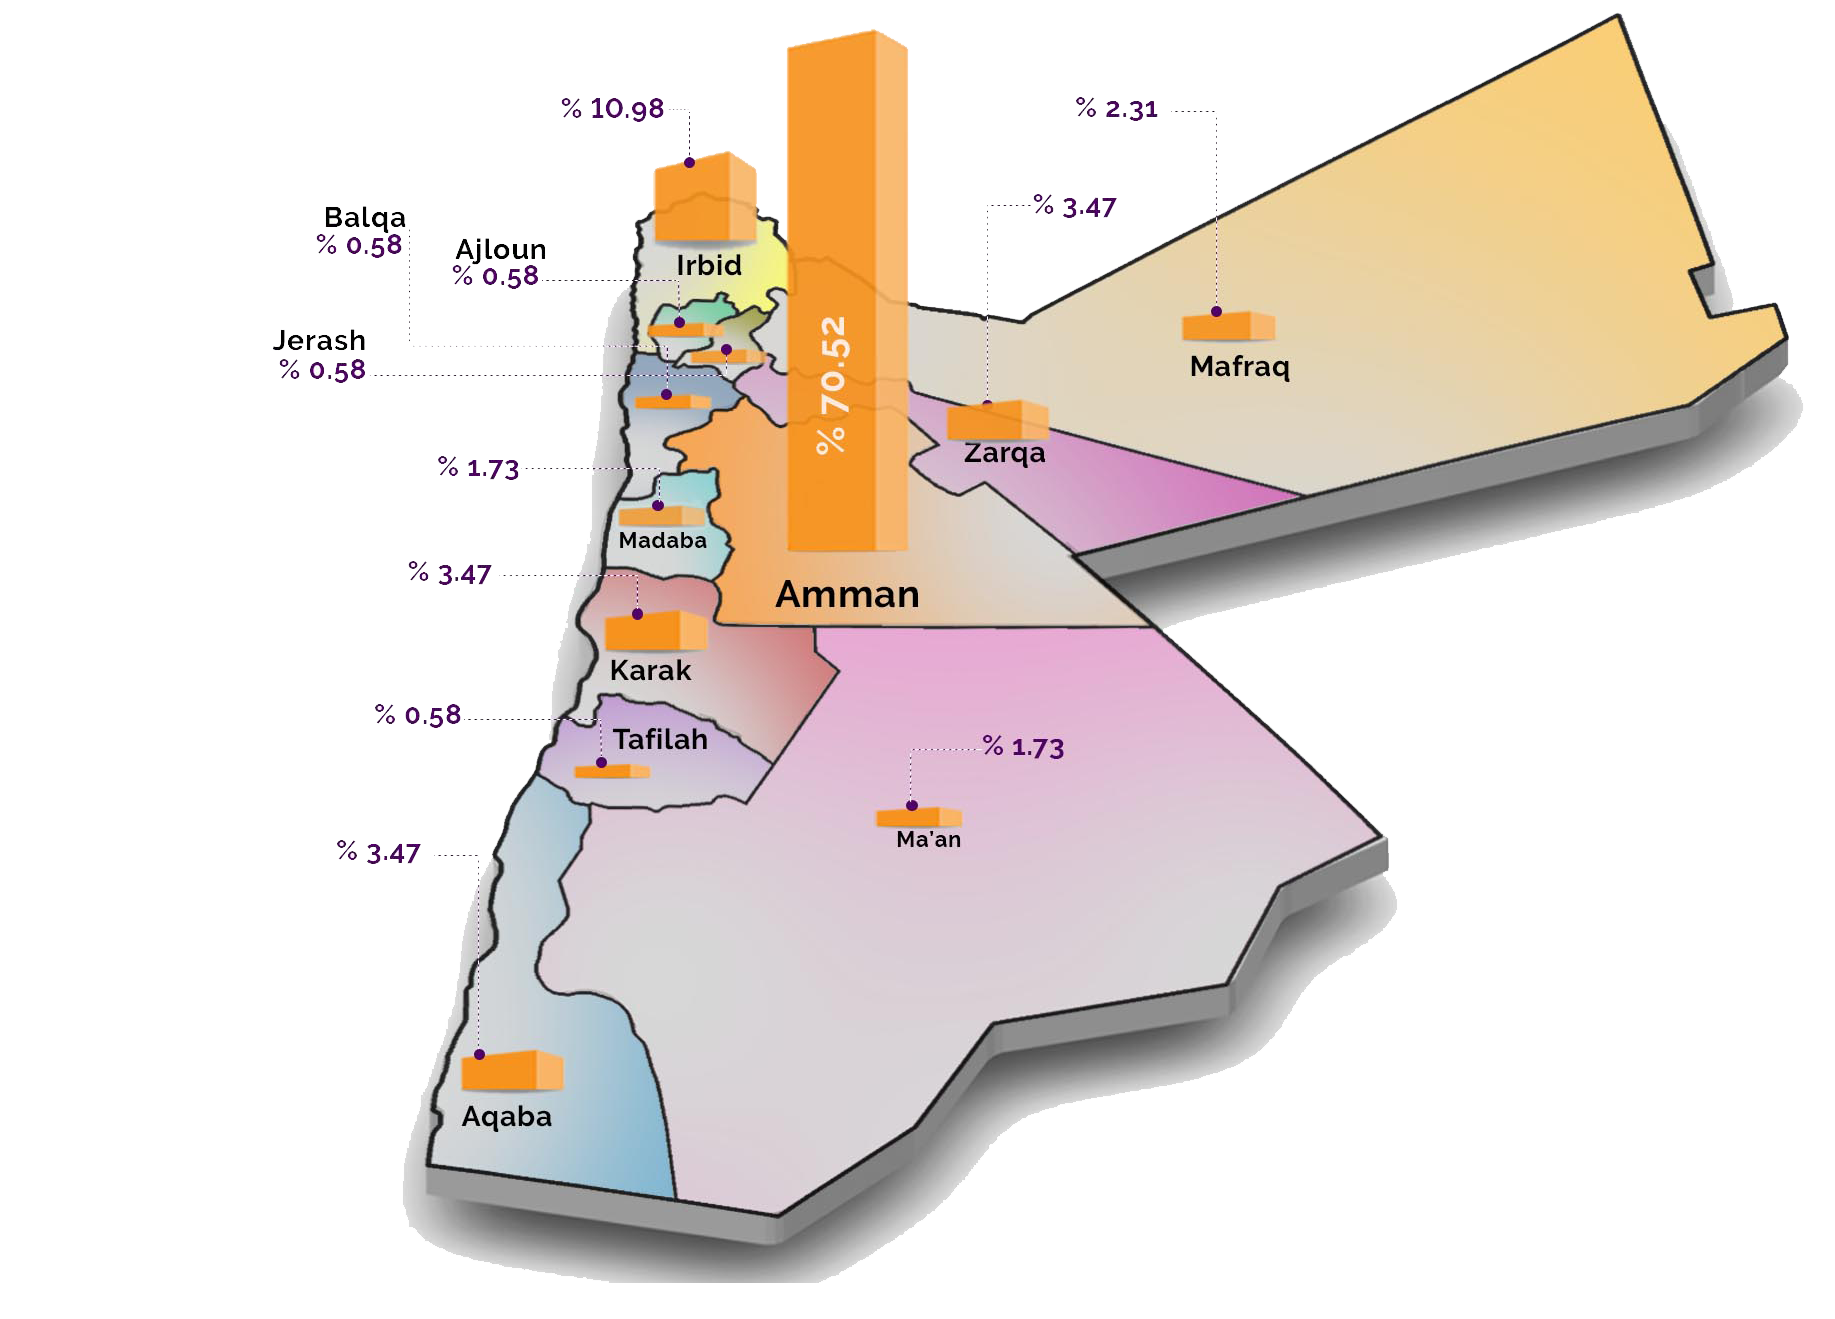 % 10.98
% 2.31
% 3.47
Balqa
% 0.58
Ajloun
% 0.58
Irbid
Jerash
% 0.58
% 70.52
Mafraq
Zarqa
% 1.73
Madaba
% 3.47
Amman
Karak
% 0.58
Tafilah
% 1.73
Ma'an
% 3.47
Aqaba